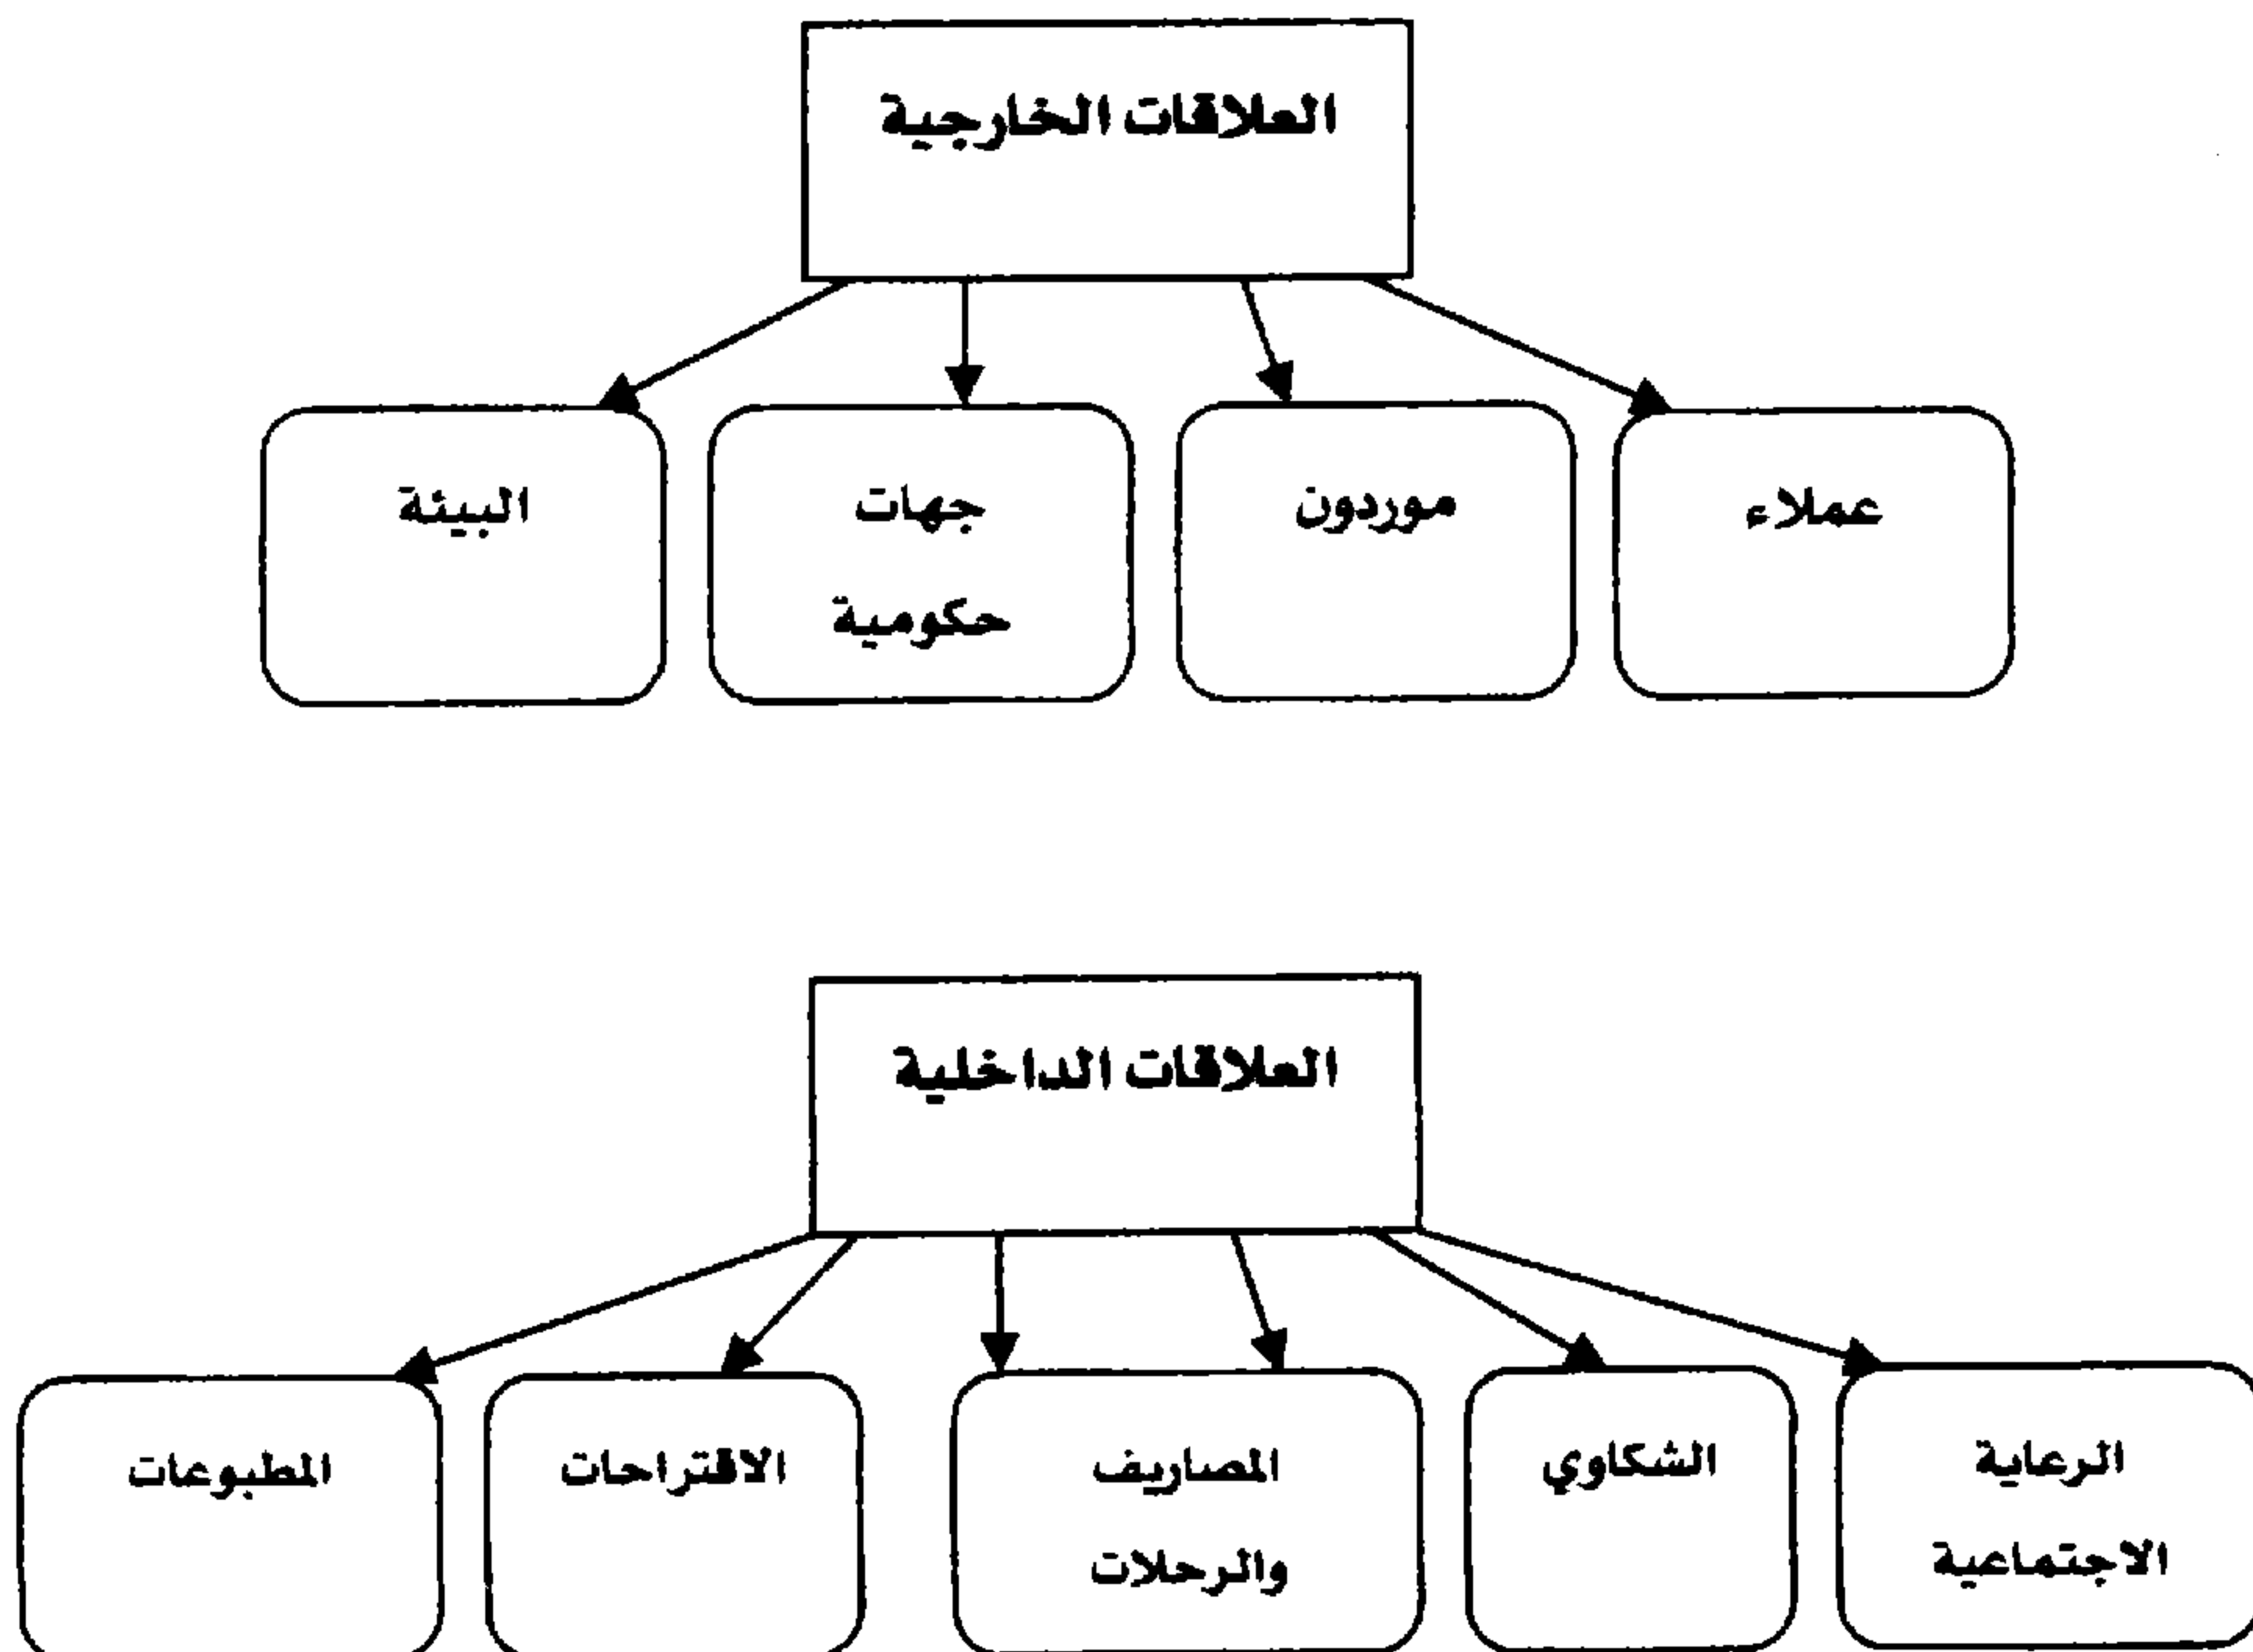 العلاقات الخارجية
عملاء
موردون
جهات
حكومية
البيئة
العلاقات الداخلية
الرعاية
الاجتماعية
الشكاوي
المصاريف
والرحلات
الاقتراحات
المطبوعات